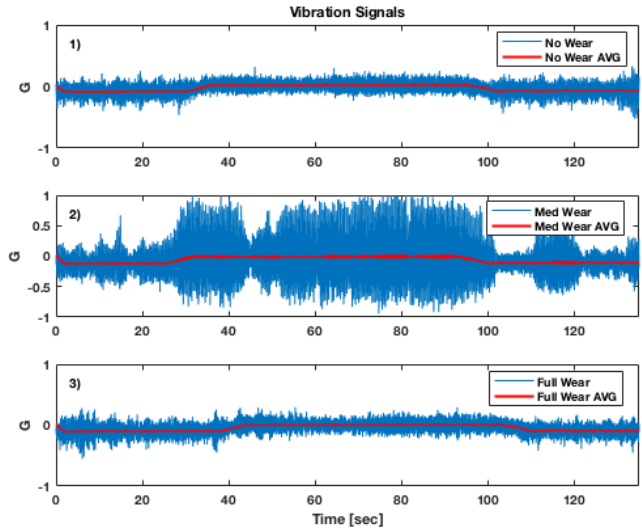 Vibration Signals
1
1)
No Wear
No Wear AVG
G
0
-1
0 20 40 60 80 100 120
1
2)
Med Wear
Med Wear AVG
0.5
G
0
-0.5
-1
0 20 40 60 80 100 120
1
3)
Full Wear
Full Wear AVG
G
0
-1
0 20 40 60 80 100 120
Time [sec]